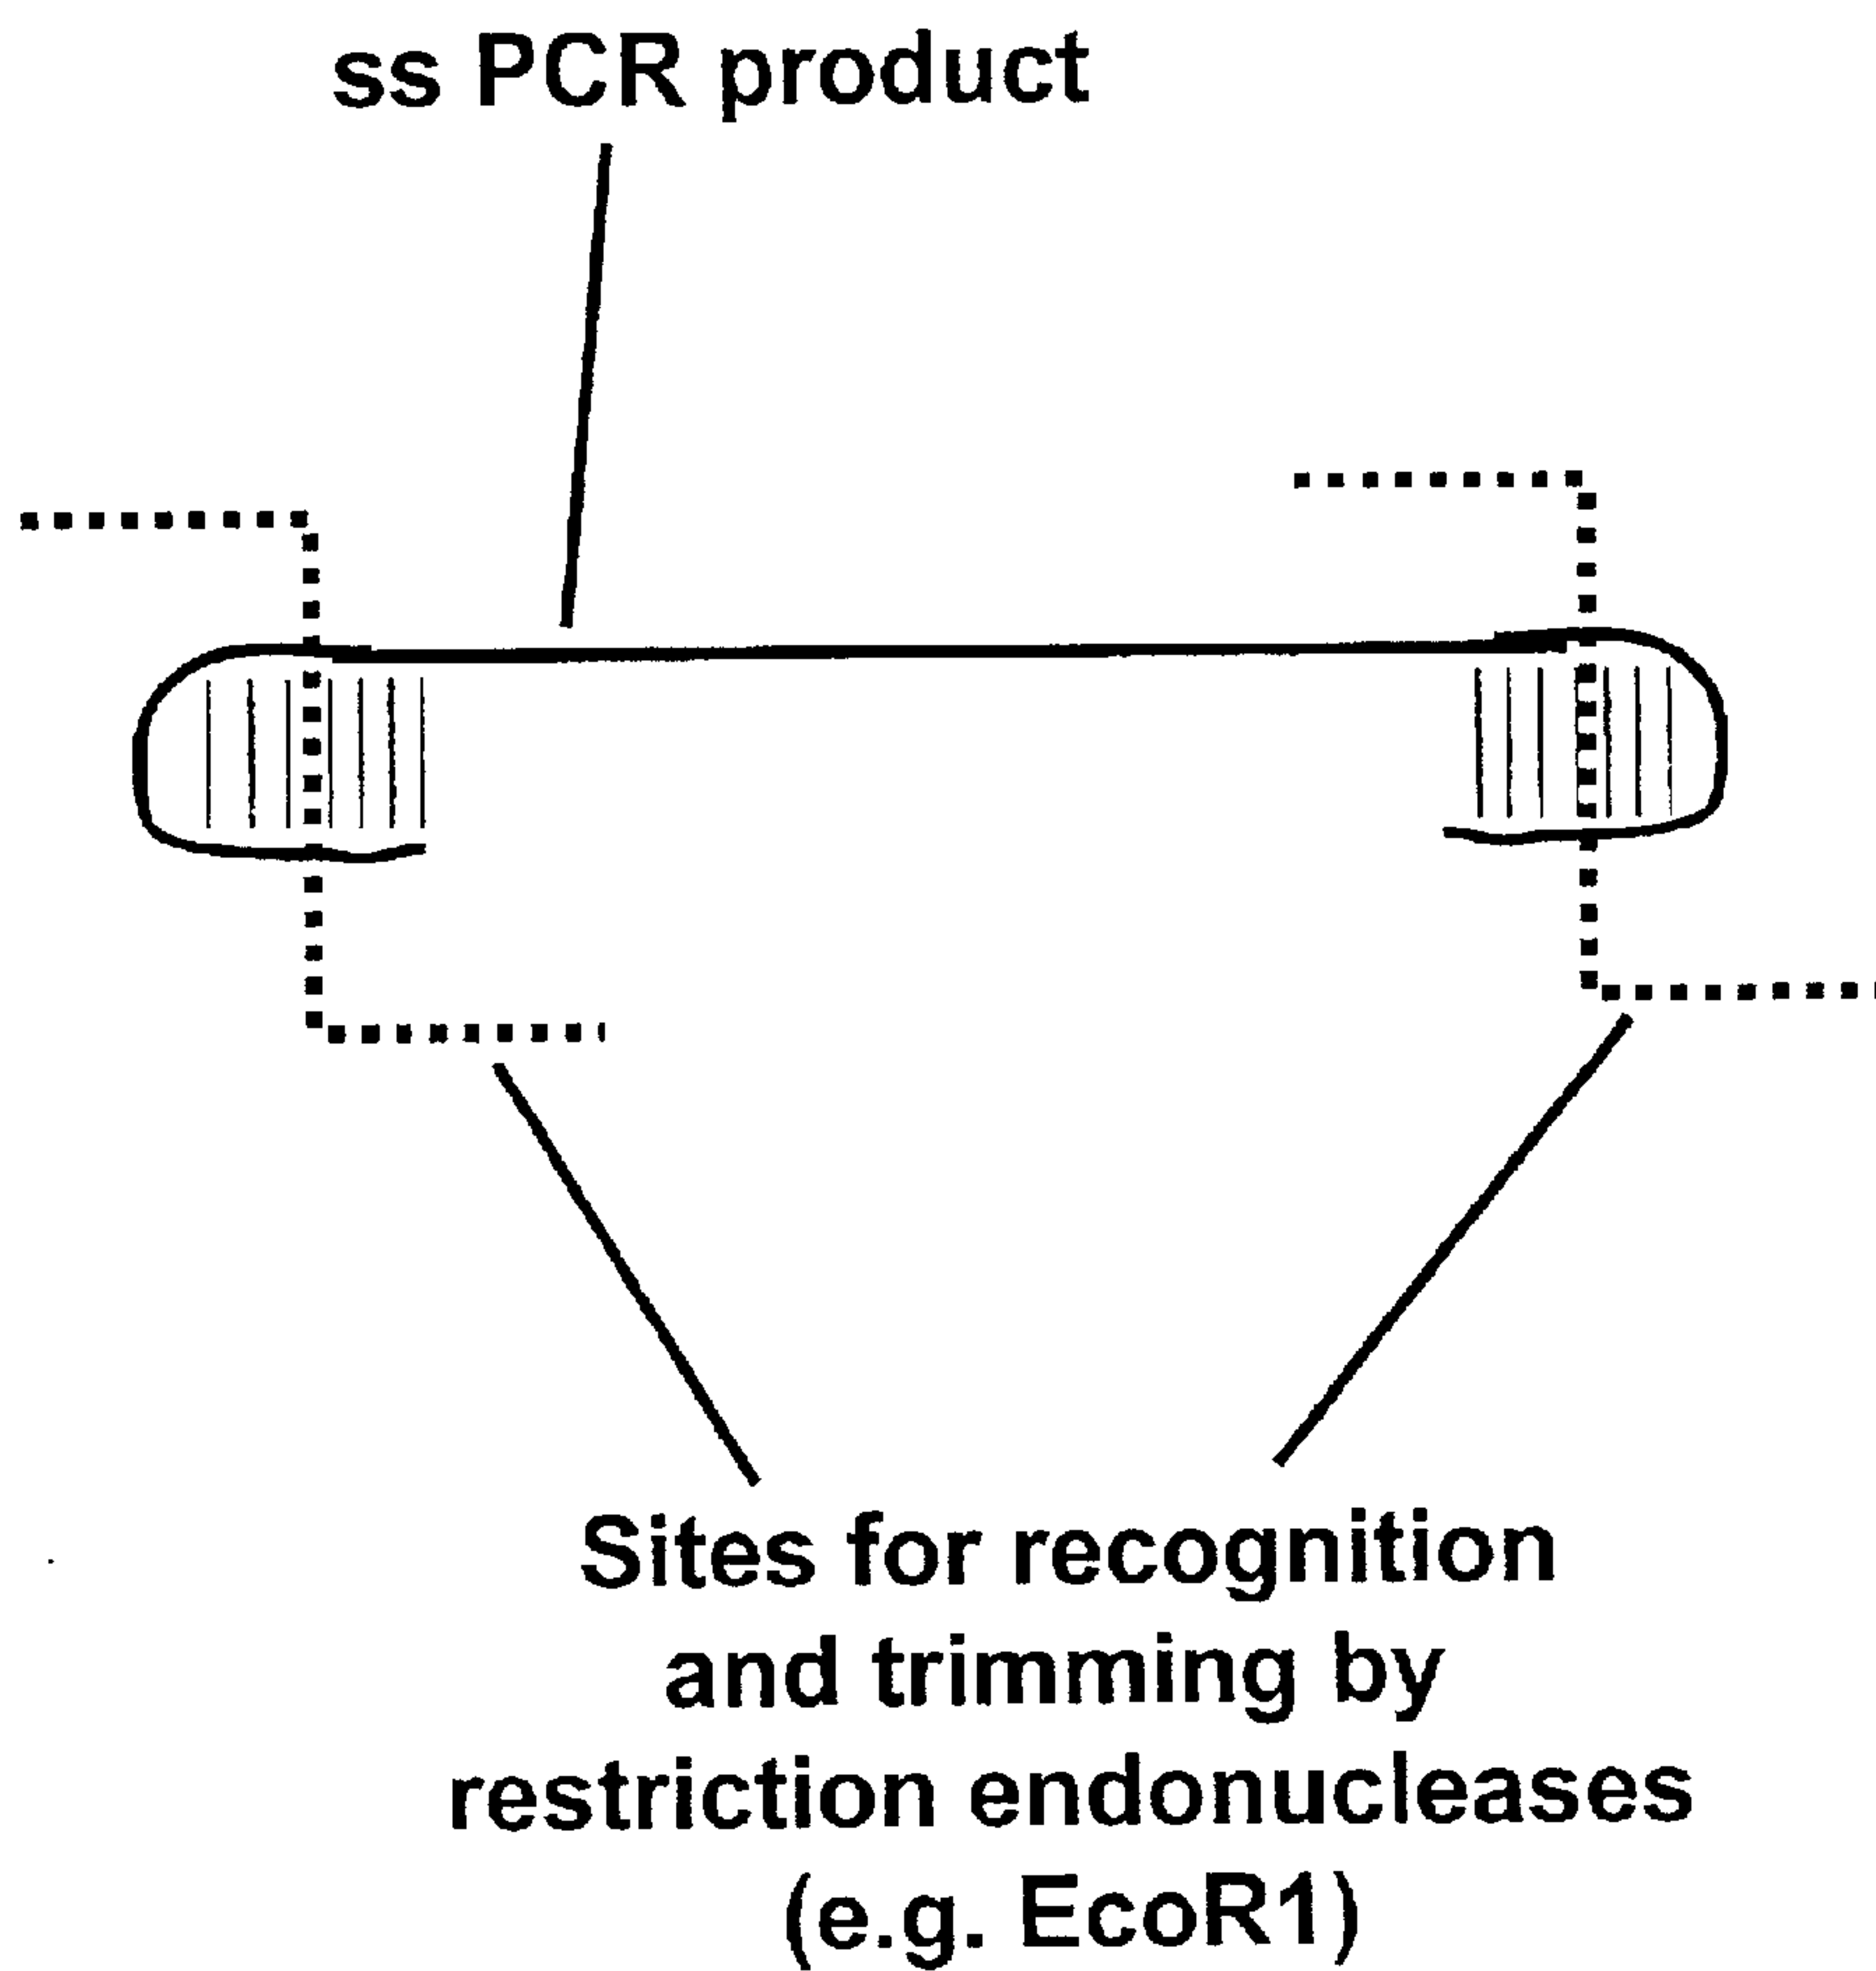 ss PCR product
Sites for recognition
and trimming by
restriction endonucleases
(e.g. EcoR1)